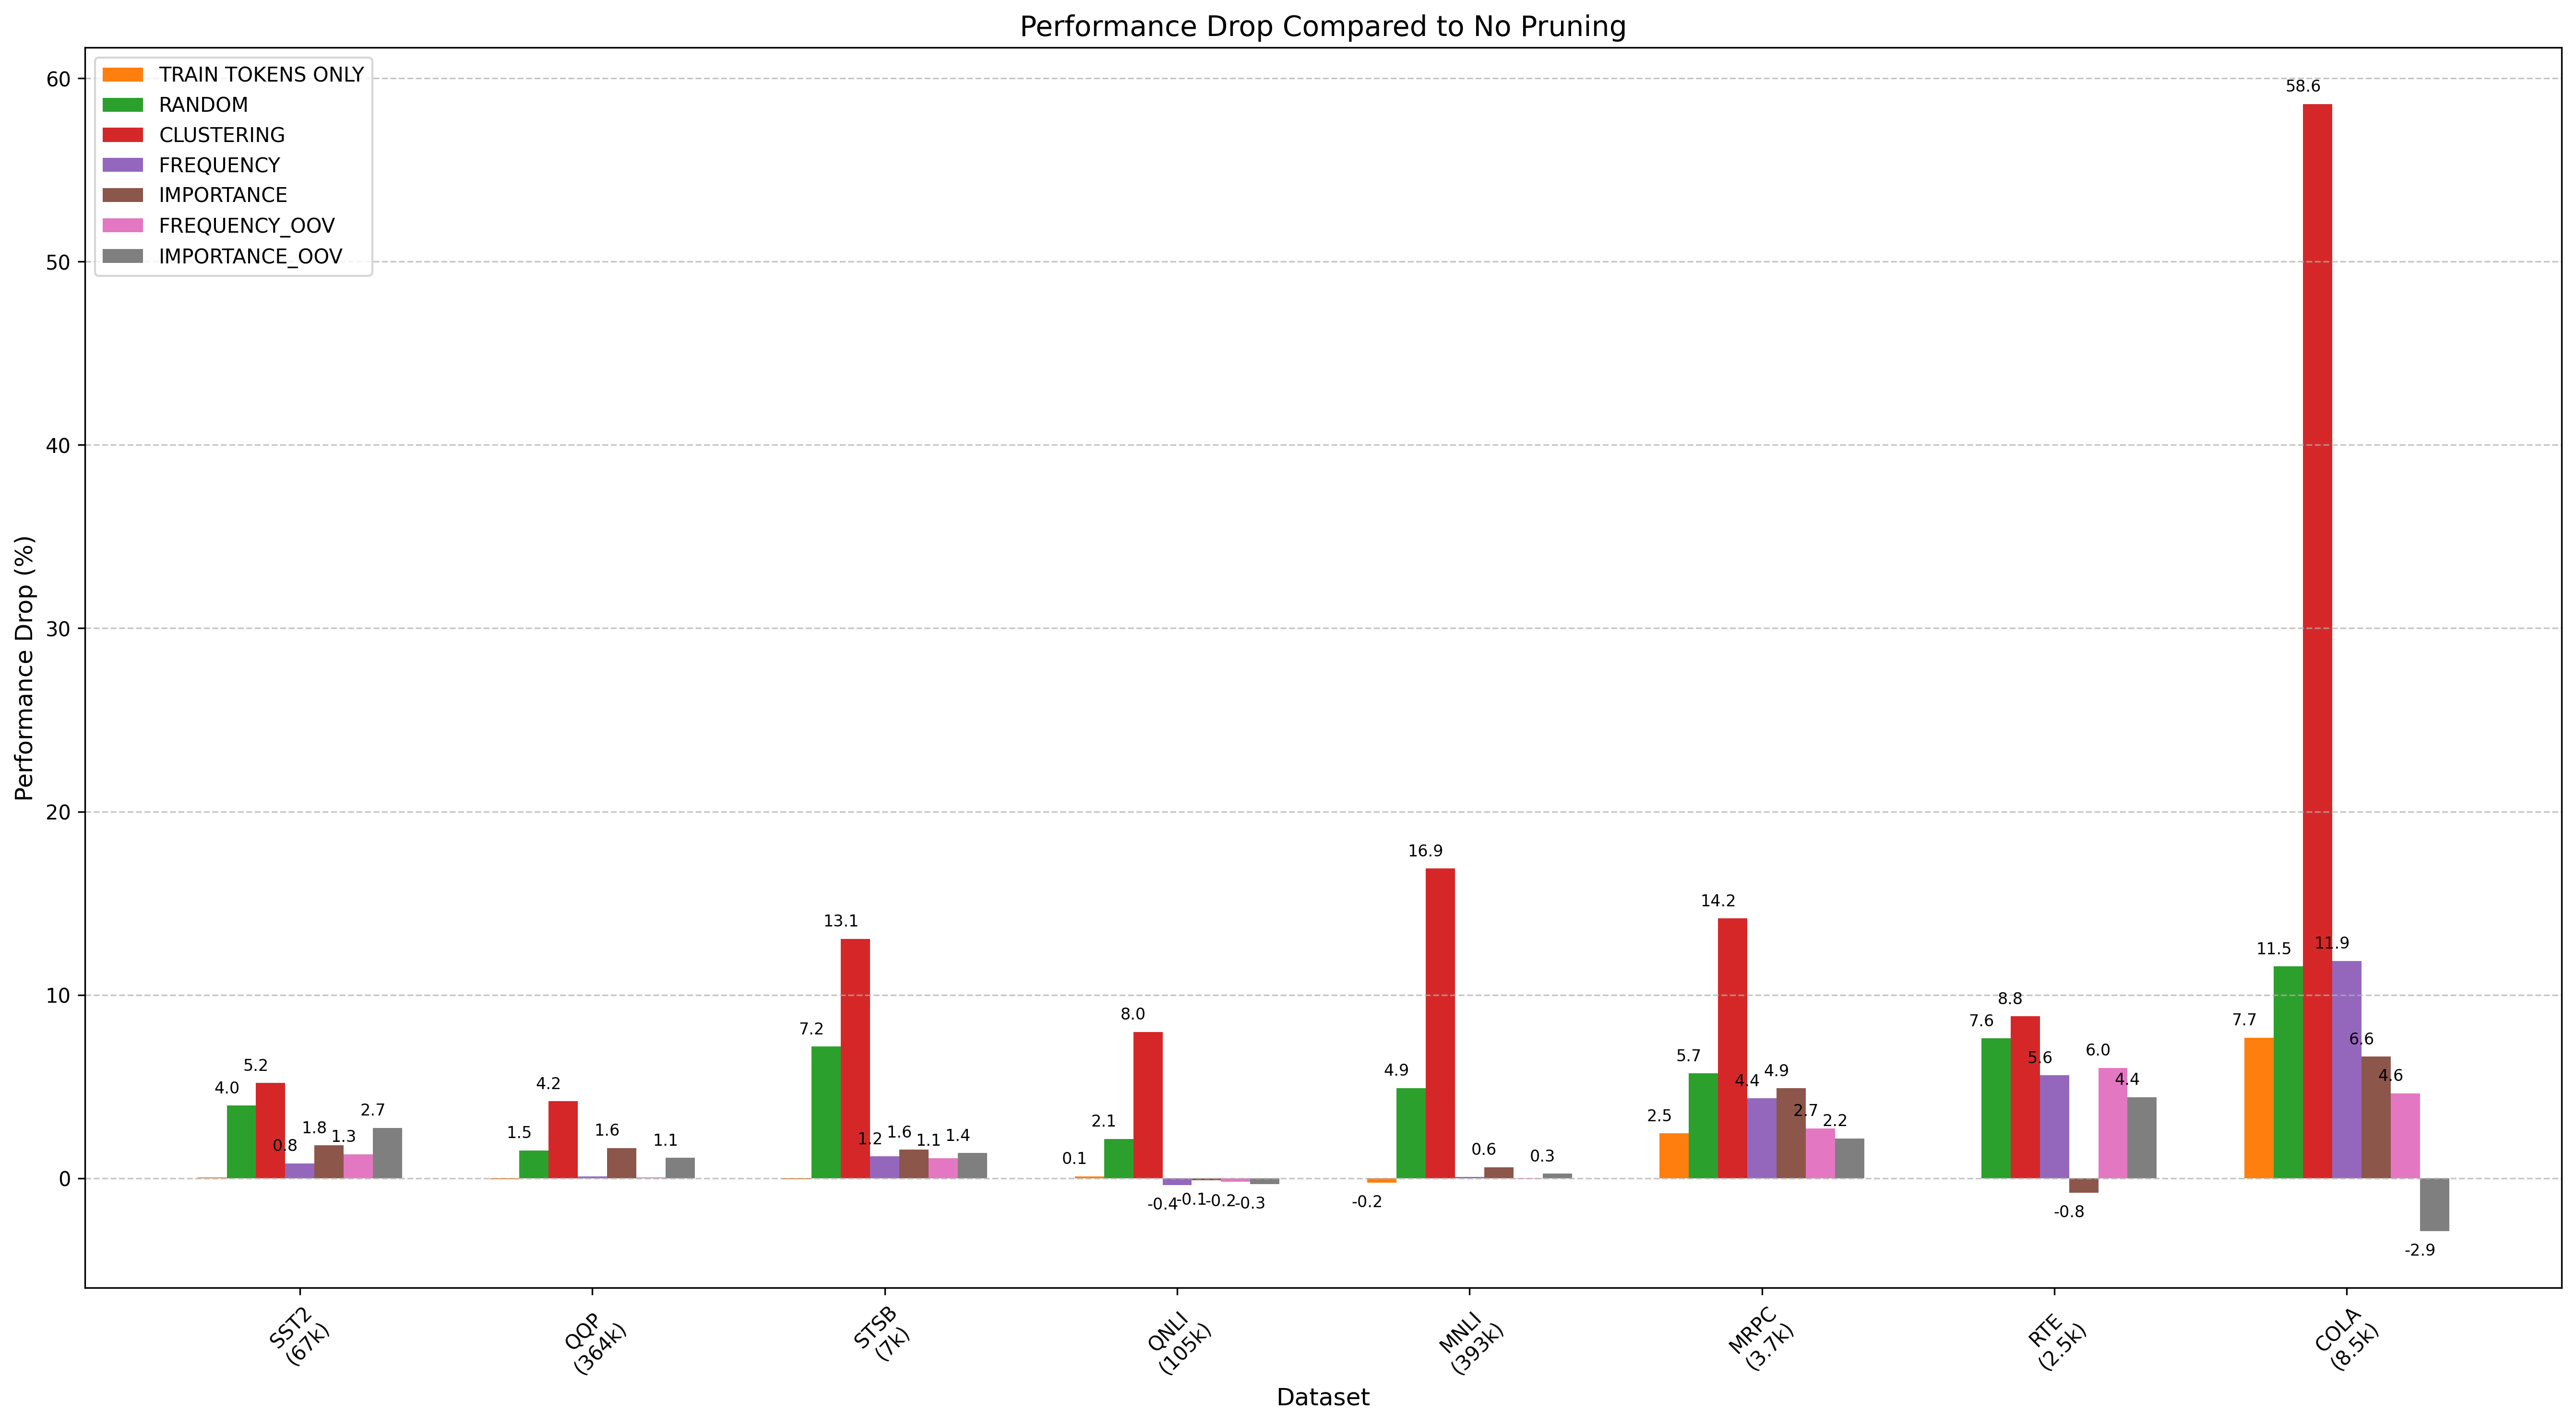 Performance Drop Compared to No Pruning
TRAIN TOKENS ONLY
RANDOM
CLUSTERING
FREQUENCY
IMPORTANCE
FREQUENCY_OOV
IMPORTANCE_OOV
Performance Drop (%)
60
50
40
30
20
10
0
4.0
5.2
0.8
1.8
1.3
2.7
1.5
4.2
1.6
1.1
7.2
13.1
1.2
1.6
1.1
1.4
0.1
2.1
8.0
-0.4
-0.1
-0.2
-0.3
-0.2
4.9
16.9
0.6
0.3
2.5
5.7
14.2
4.4
4.9
2.7
2.2
7.6
8.8
5.6
-0.8
6.0
4.4
7.7
11.5
58.6
11.9
6.6
4.6
-2.9
SST2
(67k)
QQP
(364k)
STSB
(7k)
QNLI
(105k)
MNLI
(393k)
MRPC
(3.7k)
RTE
(2.5k)
COLA
(8.5k)
Dataset